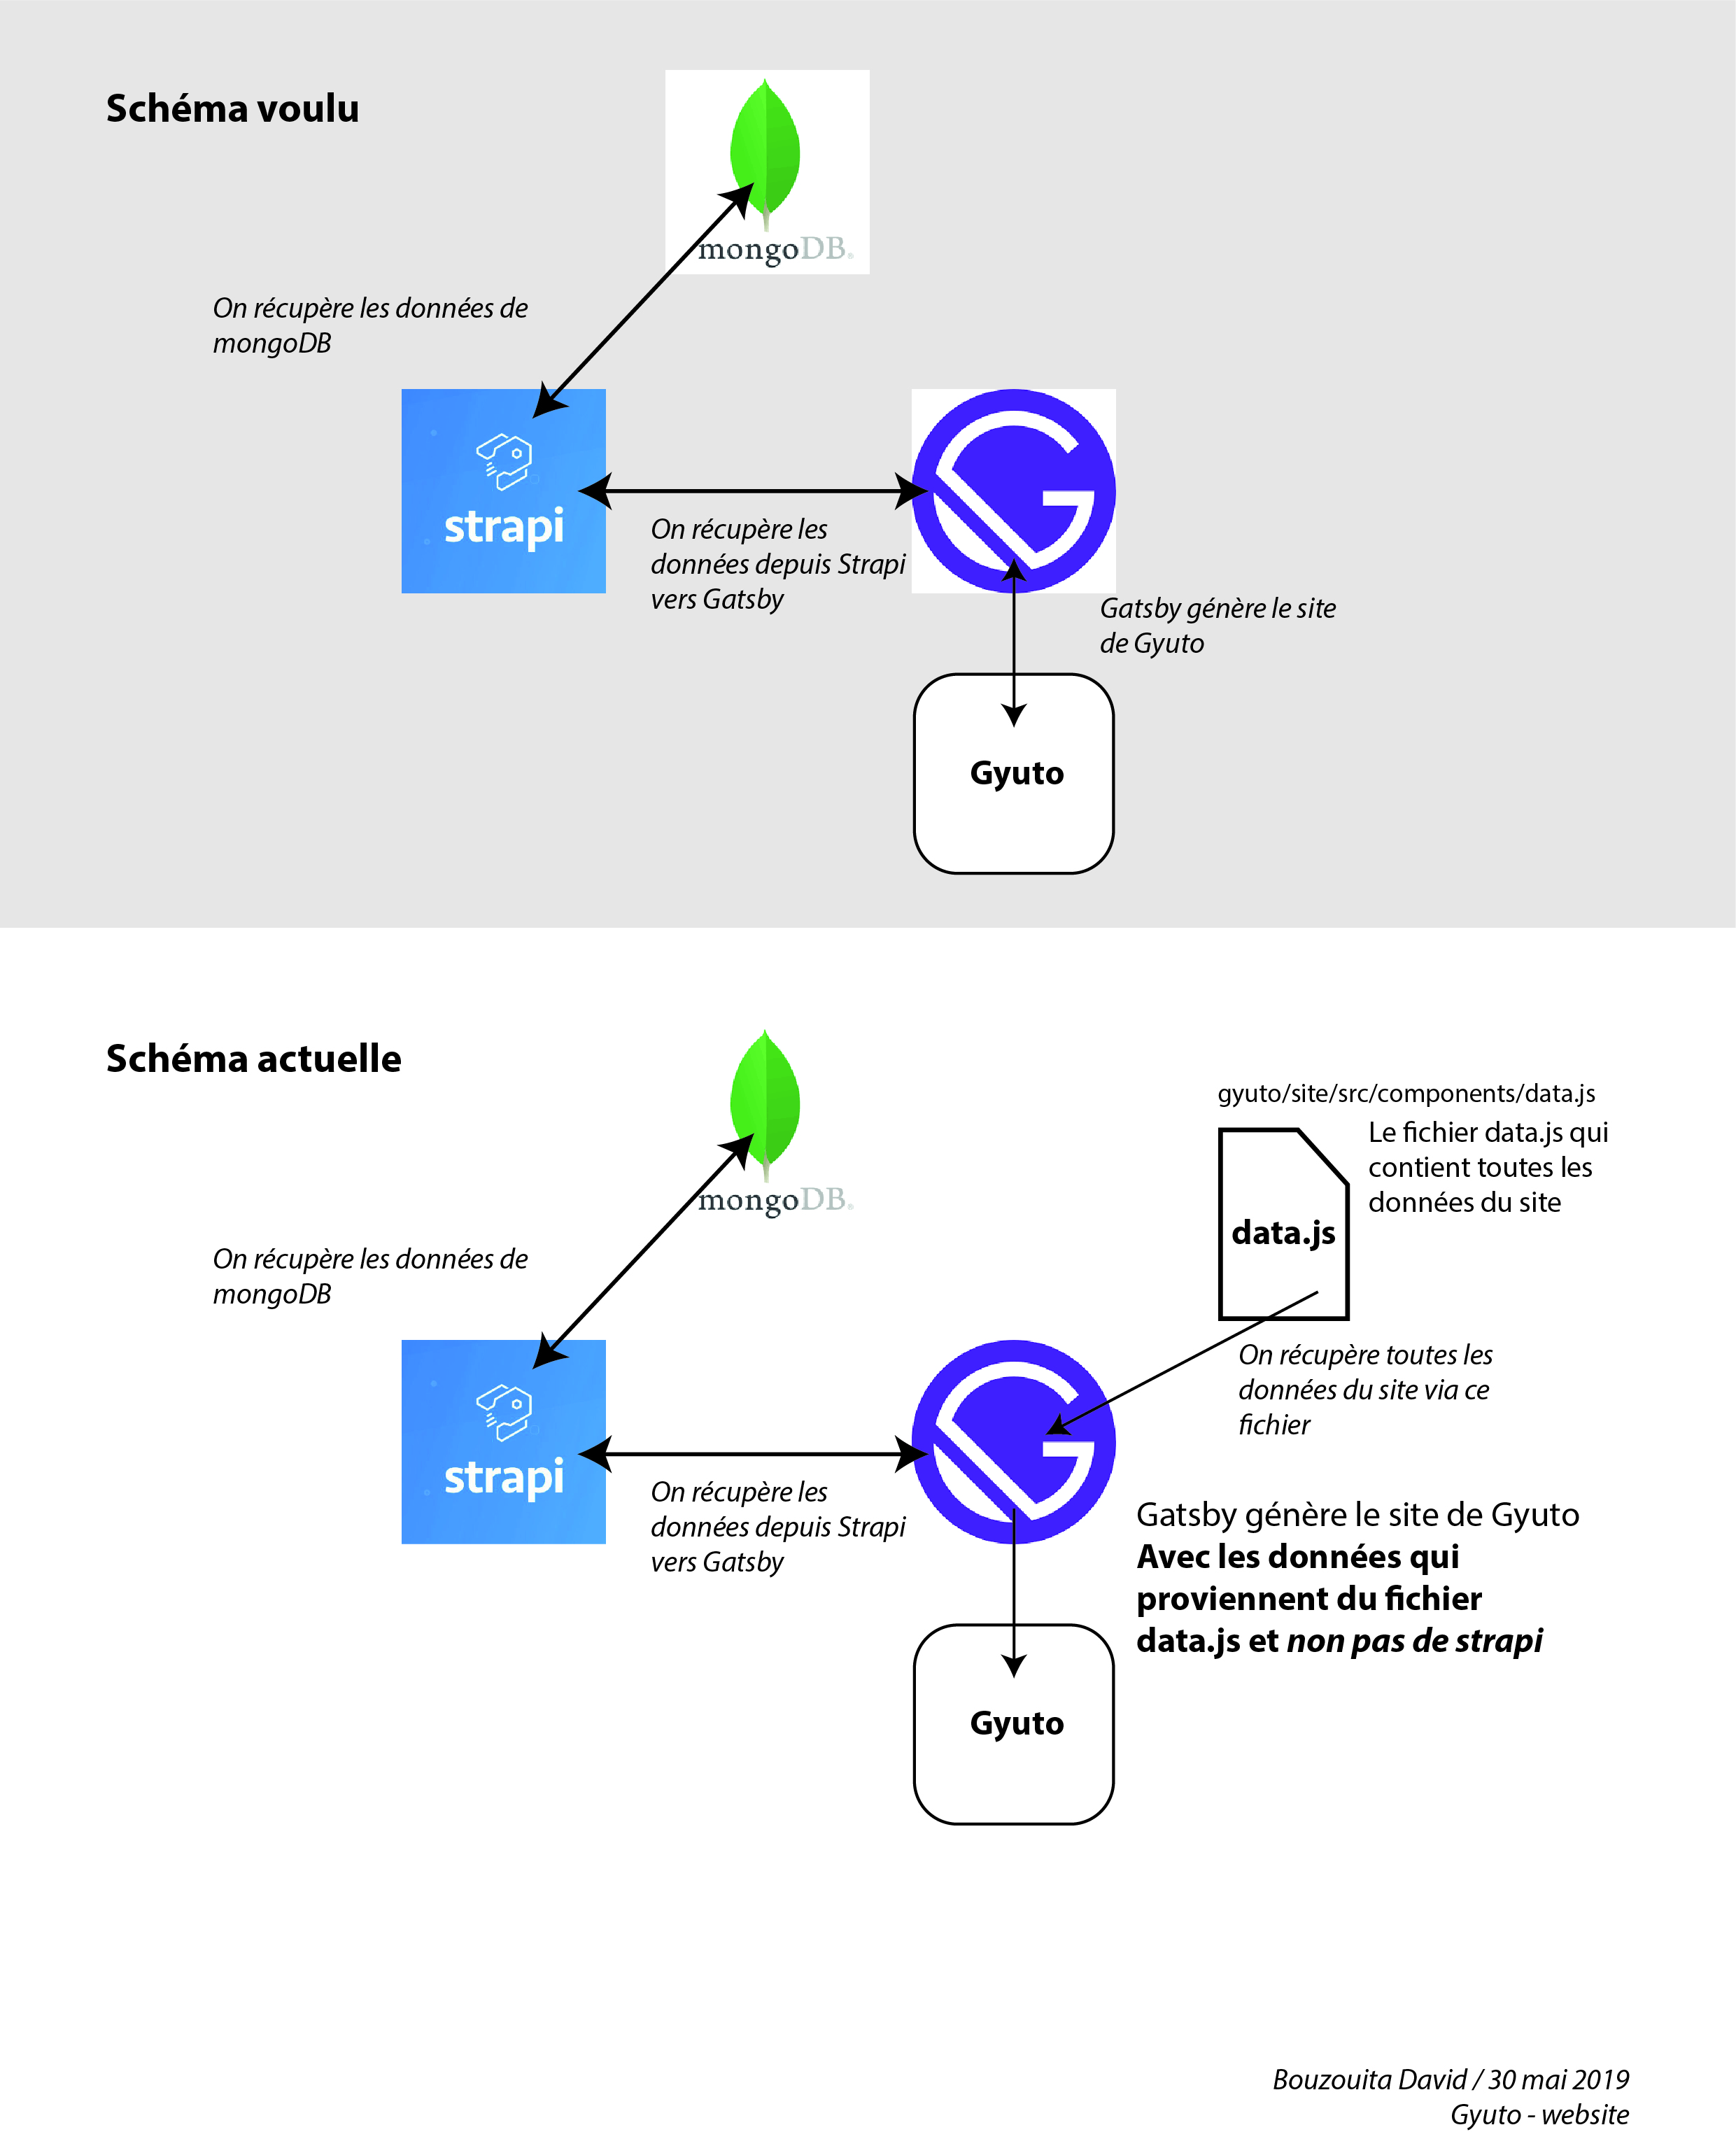 Schéma voulu
mongoDB
On récupère les données de
mongoDB
strapi
On récupère les
données depuis Strapi
vers Gatsby
Gatsby génère le site
de Gyuto
Gyuto
Schéma actuelle
mongoDB
gyuto/site/src/components/data.js
Le fichier data.js qui
contient toutes les
données du site
data.js
On récupère les données de
mongoDB
On récupère toutes les
données du site via ce
fichier
strapi
On récupère les
données depuis Strapi
vers Gatsby
Gatsby génère le site de Gyuto
Avec les données qui
proviennent du fichier
data.js et non pas de strapi
Gyuto
Bouzouita David / 30 mai 2019
Gyuto - website